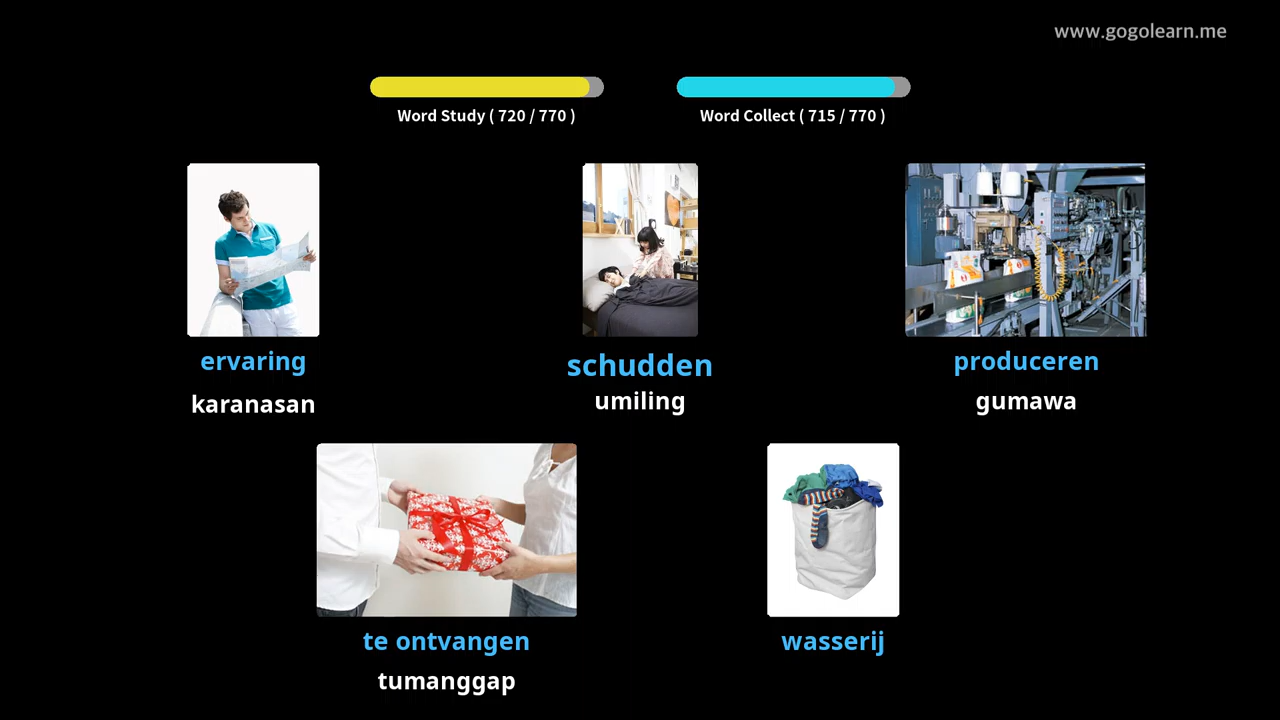 www.gogolearn.me
Word Study ( 720 / 770 )
Word Collect ( 715 / 770 )
ervaring
karanasan
schudden
umiling
produceren
gumawa
te ontvangen
tumanggap
wasserij